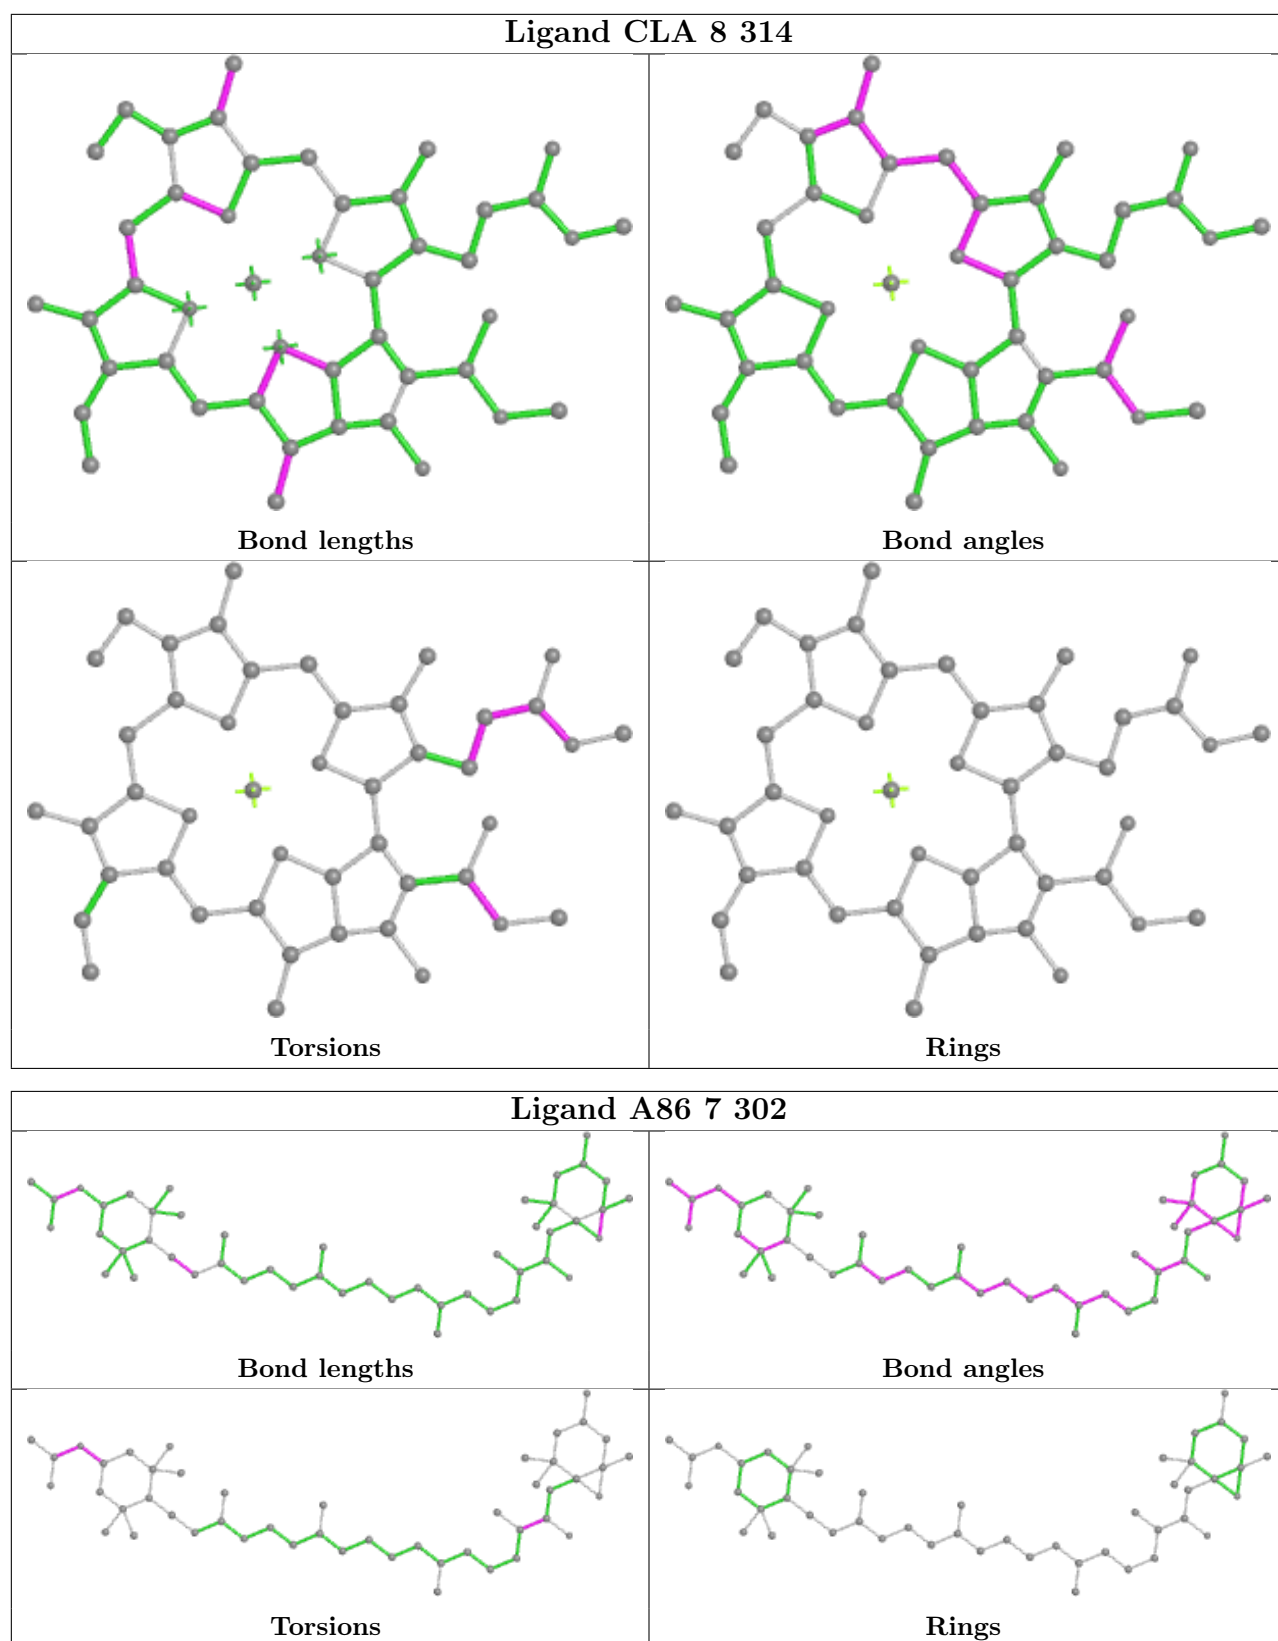 Ligand CLA 8 314
Bond lengths
Bond angles
Torsions
Rings
Ligand A86 7 302
Bond lengths
Bond angles
Torsions
Rings